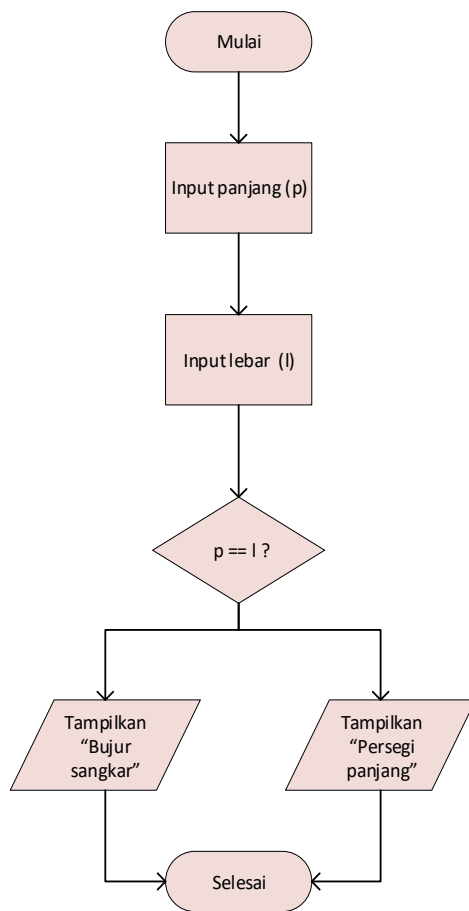 Mulai
Input panjang (p)
Input lebar (l)
p == l ?
Tampilkan
“Bujur
sangkar”
Tampilkan
“Persegi
panjang”
Selesai